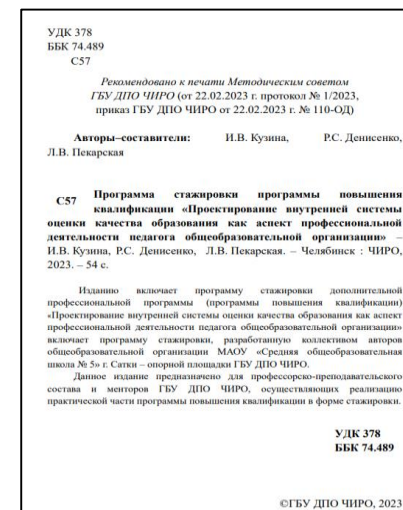 УДК 378
ББК 74.489
С57
Рекомендовано к печати Методическим советом
ГБУ ДПО ЧИРО (от 22.02.2023 г. протокол № 1/2023,
приказ ГБУ ДПО ЧИРО от 22.02.2023 г. № 110-ОД)
Авторы–составители: И.В. Кузина, Р.С. Денисенко,
Л.В. Пекарская
С57 Программа стажировки программы повышения
квалификации «Проектирование внутренней системы
оценки качества образования как аспект профессиональной
деятельности педагога общеобразовательной организации» –
И.В. Кузина, Р.С. Денисенко, Л.В. Пекарская. – Челябинск : ЧИРО,
2023. – 54 с.
Изданию включает программу стажировки дополнительной
профессиональной программы (программы повышения квалификации)
«Проектирование внутренней системы оценки качества образования как аспект
профессиональной деятельности педагога общеобразовательной организации»
включает программу стажировки, разработанную коллективом авторов
общеобразовательной организации МАОУ «Средняя общеобразовательная
школа № 5» г. Сатки – опорной площадки ГБУ ДПО ЧИРО.
Данное издание предназначено для профессорско-преподавательского
состава и менторов ГБУ ДПО ЧИРО, осуществляющих реализацию
практической части программы повышения квалификации в форме стажировки.
УДК 378
ББК 74.489
©ГБУ ДПО ЧИРО, 2023